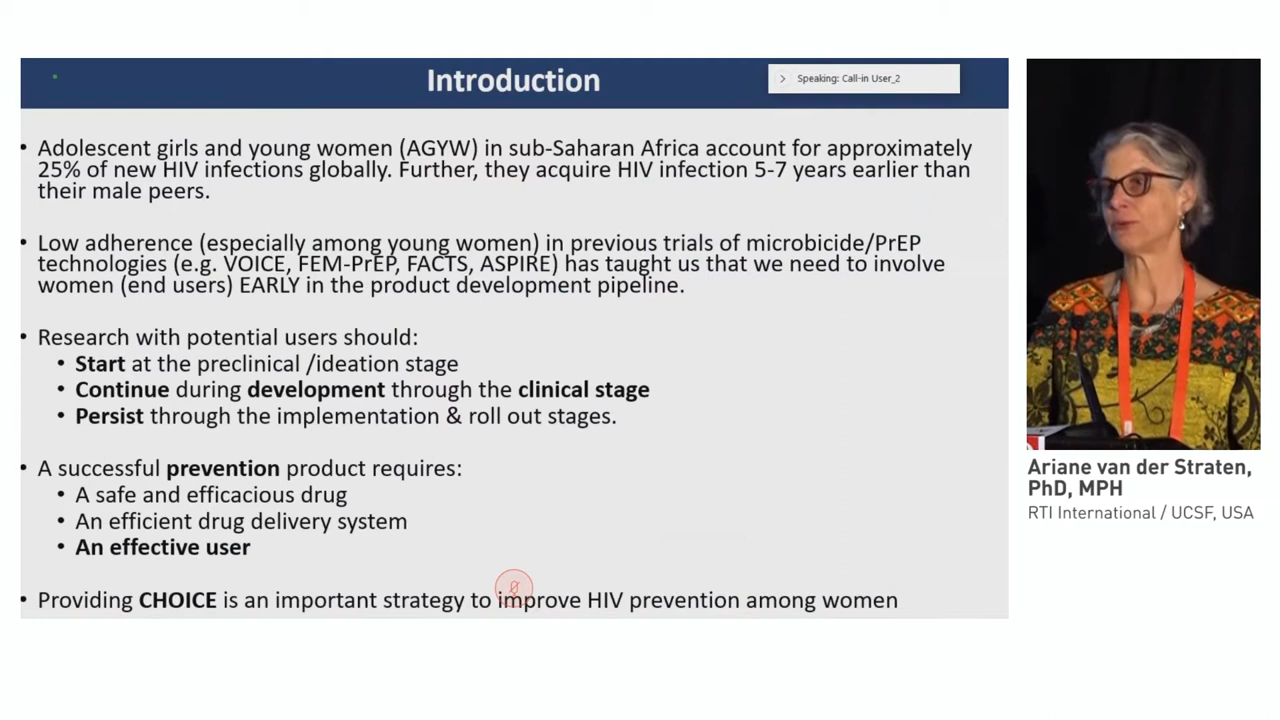 Introduction
Speaking: Call-in User_2
• Adolescent girls and young women (AGYW) in sub-Saharan Africa account for approximately
25% of new HIV infections globally. Further, they acquire HIV infection 5-7 years earlier than
their male peers.
• Low adherence (especially among young women) in previous trials of microbicide/PrEP
technologies (e.g. VOICE, FEM-PrEP, FACTS, ASPIRE) has taught us that we need to involve
women (end users) EARLY in the product development pipeline.
• Research with potential users should:
• Start at the preclinical /ideation stage
• Continue during development through the clinical stage
• Persist through the implementation & roll out stages.
• A successful prevention product requires:
• A safe and efficacious drug
• An efficient drug delivery system
• An effective user
• Providing CHOICE is an important strategy to improve HIV prevention among women
Ariane van der Straten,
PhD, MPH
RTI International / UCSF, USA